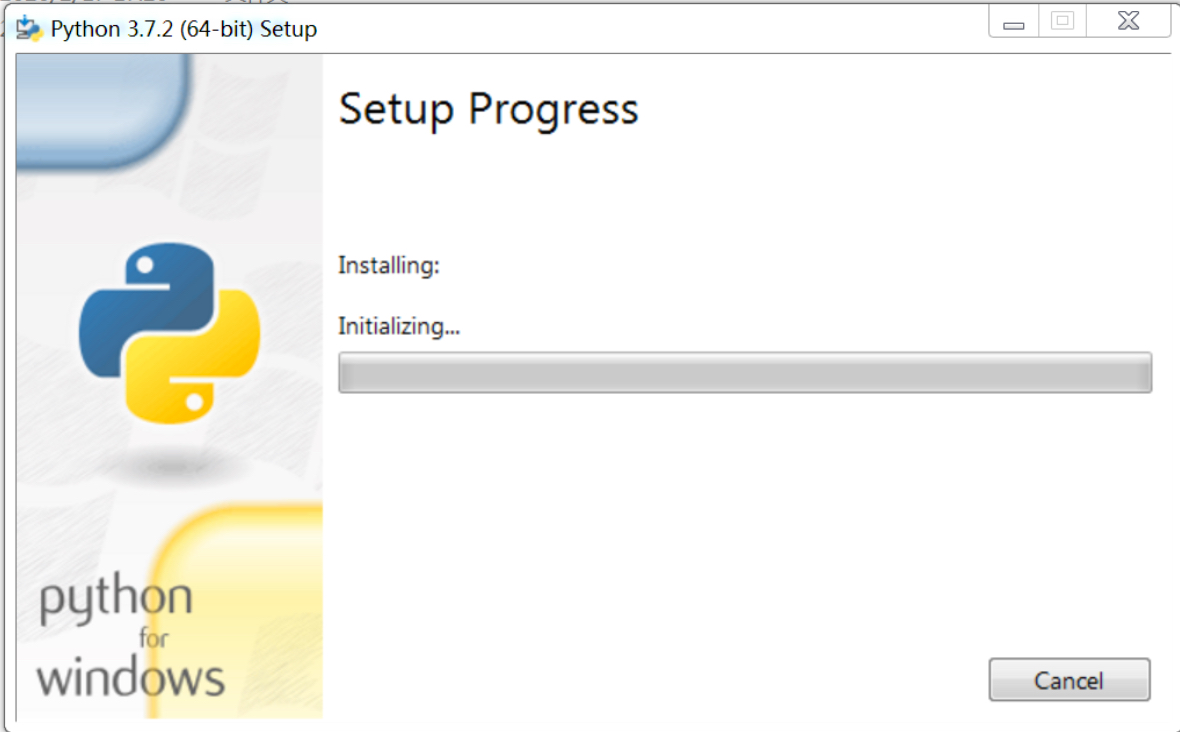 Python 3.7.2 (64-bit) Setup
Setup Progress
Installing:
Initializing...
python
for
windows
Cancel